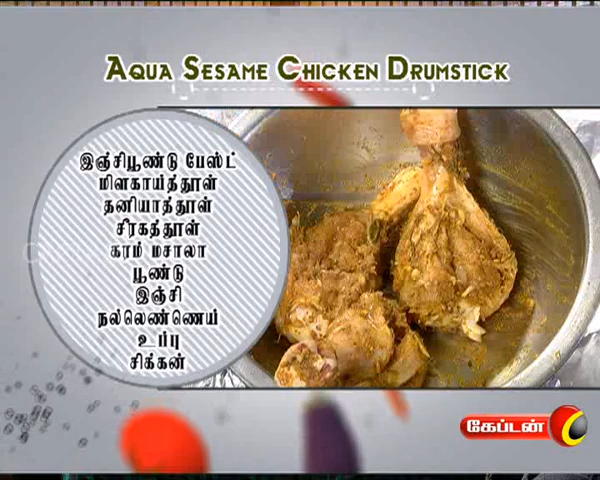 AQUA SESAME CHICKEN DRUMSTICK
இஞ்சிபூண்டு பேஸ்ட்
மிளகாய்த்தூள்
தனியாத்தூள்
சீரகத்தூள்
கரம் மசாலா
பூண்டு
இஞ்சி
நல்லெண்ணெய்
உப்பு
சிக்கன்
கேப்டன்